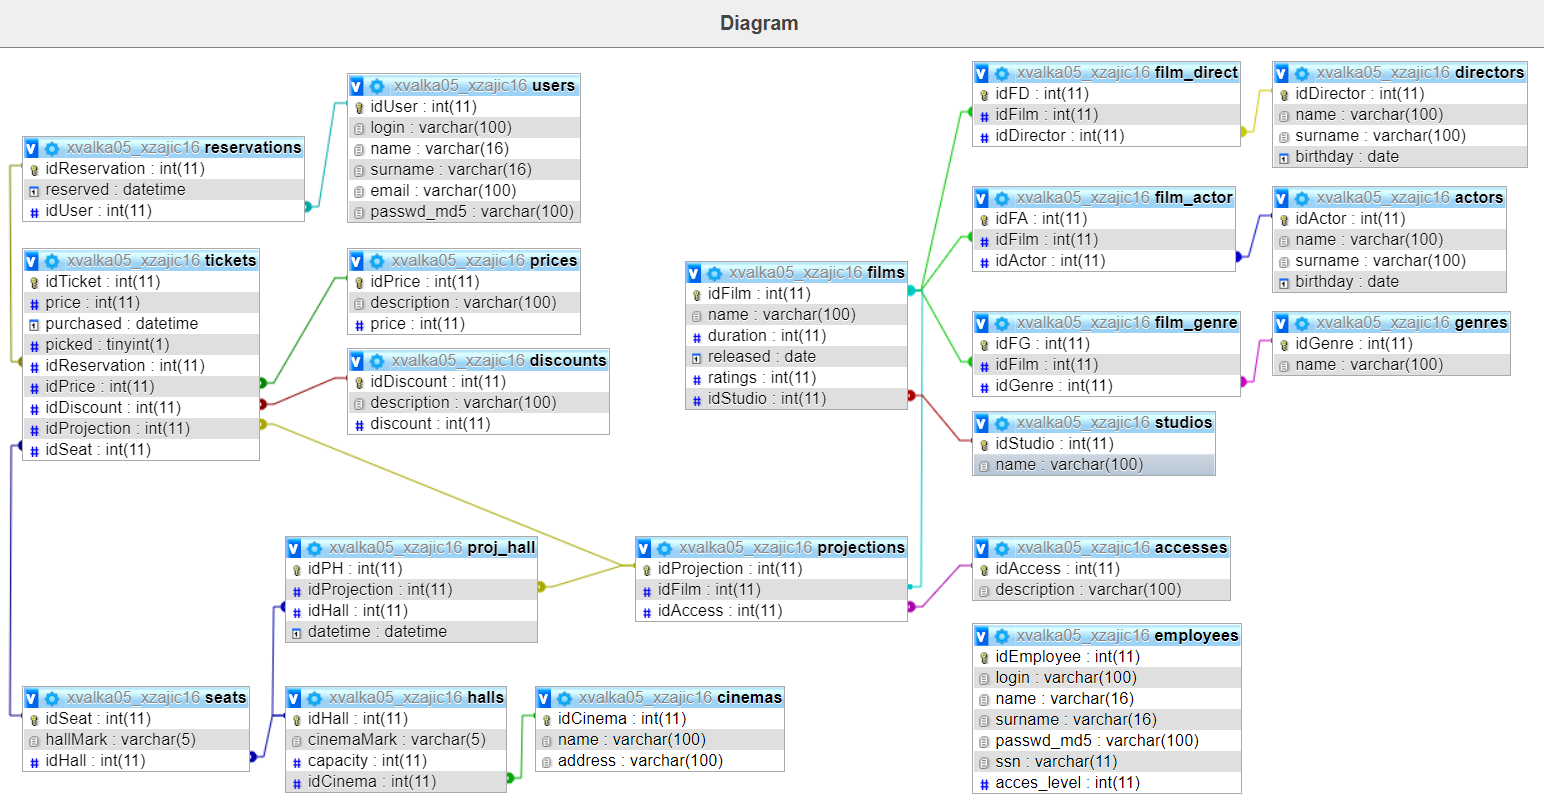 Diagram
xvalka05_xzajic16 users
idUser : int(11)
login : varchar(100)
name : varchar(16)
surname : varchar(16)
email : varchar(100)
passwd_md5 : varchar(100)
xvalka05_xzajic16 reservations
idReservation : int(11)
reserved : datetime
idUser : int(11)
xvalka05_xzajic16 tickets
idTicket : int(11)
price : int(11)
purchased : datetime
picked : tinyint(1)
idReservation : int(11)
idPrice : int(11)
idDiscount : int(11)
idProjection : int(11)
idSeat : int(11)
xvalka05_xzajic16 prices
idPrice : int(11)
description : varchar(100)
price : int(11)
xvalka05_xzajic16 discounts
idDiscount : int(11)
description : varchar(100)
discount : int(11)
xvalka05_xzajic16 films
idFilm : int(11)
name : varchar(100)
duration : int(11)
released : date
ratings : int(11)
idStudio : int(11)
xvalka05_xzajic16 film_direct
idFD : int(11)
idFilm : int(11)
idDirector : int(11)
xvalka05_xzajic16 directors
idDirector : int(11)
name : varchar(100)
surname : varchar(100)
birthday : date
xvalka05_xzajic16 film_actor
idFA : int(11)
idFilm : int(11)
idActor : int(11)
xvalka05_xzajic16 actors
idActor : int(11)
name : varchar(100)
surname : varchar(100)
birthday : date
xvalka05_xzajic16 film_genre
idFG : int(11)
idFilm : int(11)
idGenre : int(11)
xvalka05_xzajic16 genres
idGenre : int(11)
name : varchar(100)
xvalka05_xzajic16 studios
idStudio : int(11)
name : varchar(100)
xvalka05_xzajic16 proj_hall
idPH : int(11)
idProjection : int(11)
idHall : int(11)
datetime : datetime
xvalka05_xzajic16 projections
idProjection : int(11)
idFilm : int(11)
idAccess : int(11)
xvalka05_xzajic16 accesses
idAccess : int(11)
description : varchar(100)
xvalka05_xzajic16 employees
idEmployee : int(11)
login : varchar(100)
name : varchar(16)
surname : varchar(16)
passwd_md5 : varchar(100)
ssn : varchar(11)
acces_level : int(11)
xvalka05_xzajic16 seats
idSeat : int(11)
hallMark : varchar(5)
idHall : int(11)
xvalka05_xzajic16 halls
idHall : int(11)
cinemaMark : varchar(5)
capacity : int(11)
idCinema : int(11)
xvalka05_xzajic16 cinemas
idCinema : int(11)
name : varchar(100)
address : varchar(100)